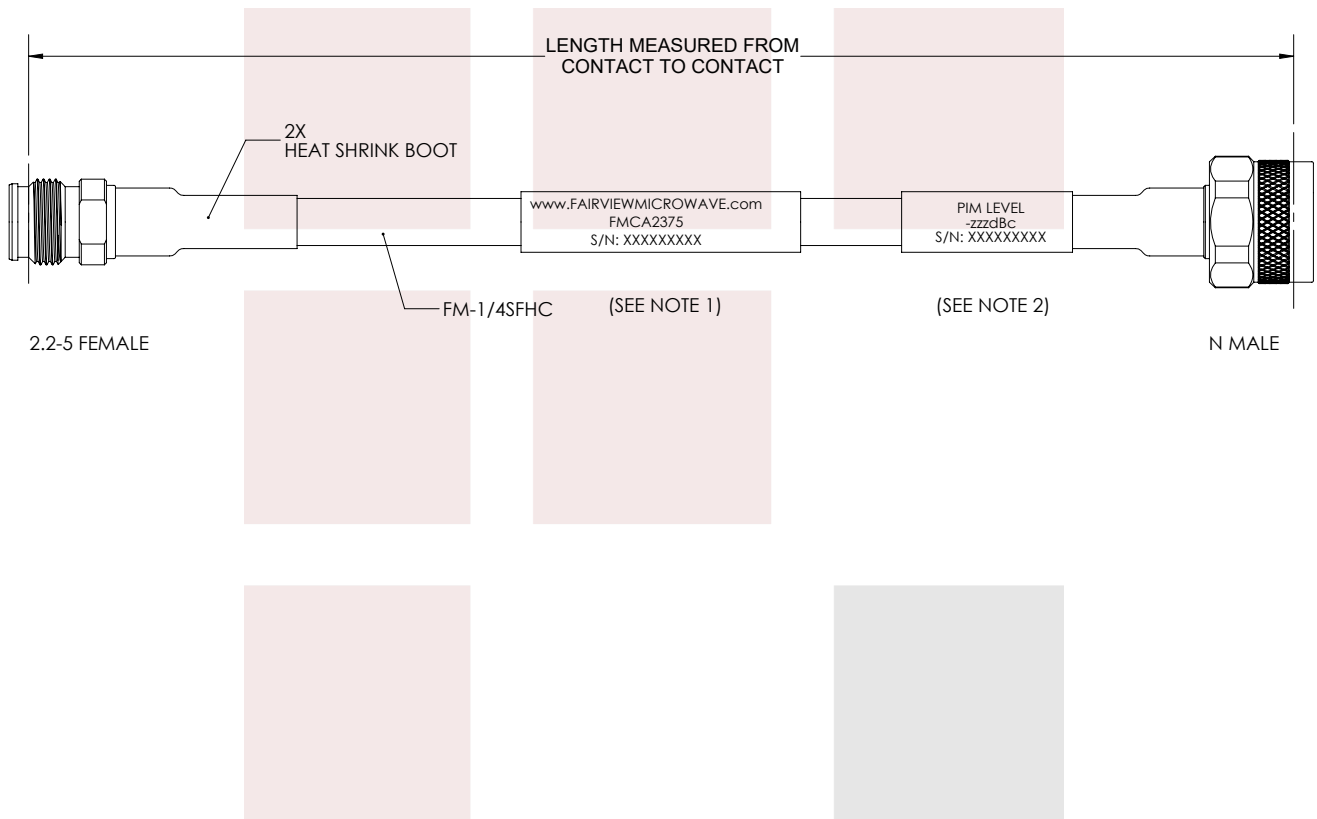 LENGTH MEASURED FROM
CONTACT TO CONTACT
2X
HEAT SHRINK BOOT
www.FAIRVIEWMICROWAVE.com
FMCA2375
S/N: XXXXXXXXX
PIM LEVEL
-zzzdBc
S/N: XXXXXXXXX
FM-1/4SFHC
(SEE NOTE 1)
(SEE NOTE 2)
2.2-5 FEMALE
N MALE